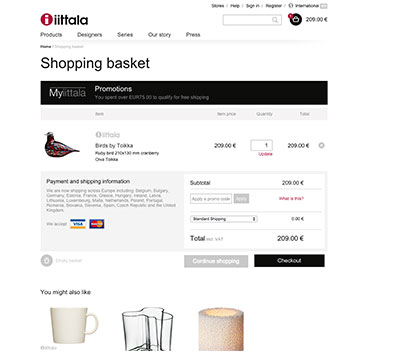 Stores / Help / Sign in / Register / International
iittala
209.00 €
Products Designers Series Our story Press
Home / Shopping basket
Shopping basket
Myiittala
Promotions
You spent over EUR75.00 to qualify for free shipping
Item Item price Quantity Total
iittala
Birds by Toikka
Ruby bird 210x130 mm cranberry
Oiva Toikka
209.00 € 1 209.00 €
Update
Payment and shipping information
We are now shipping across Europe including: Belgium, Bulgary,
Germany, Estonia, France, Greece, Hungary, Ireland, Latvia,
Lithuania, Luxembourg, Malta, Netherlands, Poland, Portugal,
Romania, Slovakia, Slovenia, Spain, Czech Republic and the
United Kingdom.
We accept VISA
Subtotal 209.00 €
Apply a promo code Apply What is this?
Standard Shipping 0.00 €
Total incl. VAT 209.00 €
Empty basket
Continue shopping Checkout
You might also like
iittala